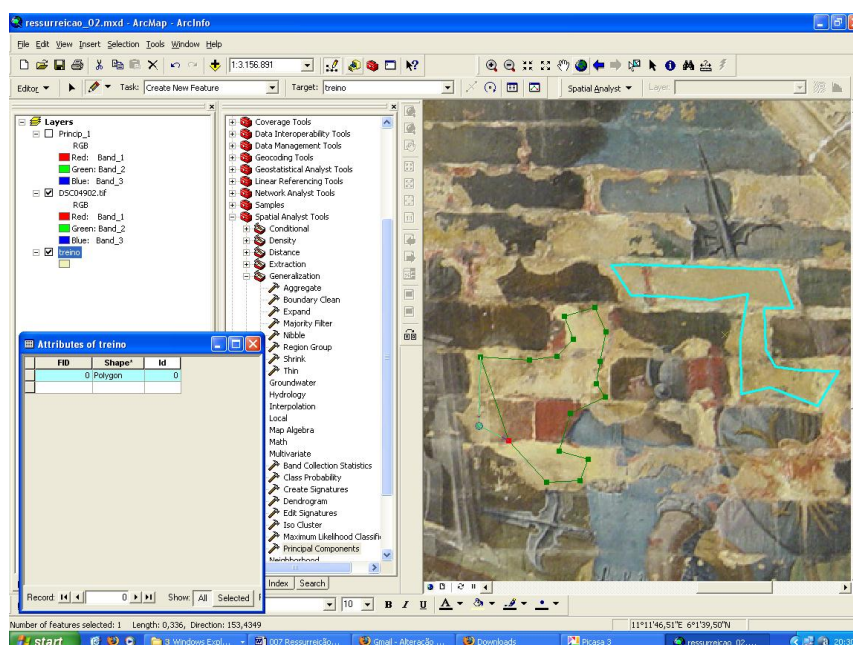 ressurreicao_02.mxd - ArcMap - ArcInfo
File Edit View Insert Selection Tools Window Help
1:3.156.891
Editor Task: Create New Feature Target: treino Spatial Analyst Layer:
Layers
Princip_1
RGB
Red: Band_1
Green: Band_2
Blue: Band_3
DSC04902.tif
RGB
Red: Band_1
Green: Band_2
Blue: Band_3
treino
Coverage Tools
Data Interoperability Tools
Data Management Tools
Geocoding Tools
Geostatistical Analyst Tools
Linear Referencing Tools
Network Analyst Tools
Samples
Spatial Analyst Tools
Conditional
Density
Distance
Extraction
Generalization
Aggregate
Boundary Clean
Expand
Majority Filter
Nibble
Region Group
Shrink
Thin
Groundwater
Hydrology
Interpolation
Local
Map Algebra
Math
Multivariate
Band Collection Statistics
Class Probability
Create Signatures
Dendrogram
Edit Signatures
Iso Cluster
Maximum Likelihood Classifi
Principal Components
Neighborhood
Index Search
Attributes of treino
FID Shape* Id
0 Polygon 0
Record: 0 Show: All Selected
10 B I U A
Number of features selected: 1 Length: 0,336, Direction: 153,4349
11°11'46,51"E 6°1'39,50"N
start 3 Windows Expl... 007 Ressurreição... Gmail - Alteração ... Downloads Picasa 3 ressurreicao_02.... 20:30